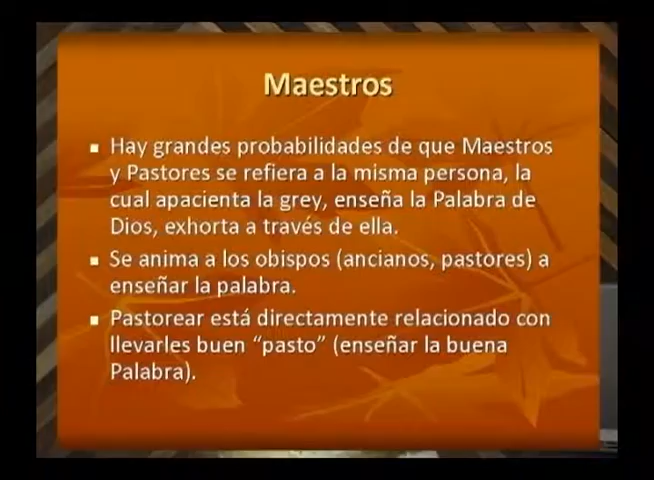 Maestros
Hay grandes probabilidades de que Maestros
y Pastores se refiera a la misma persona, la
cual apacienta la grey, enseña la Palabra de
Dios, exhorta a través de ella.
Se anima a los obispos (ancianos, pastores) a
enseñar la palabra.
Pastorear está directamente relacionado con
llevarles buen “pasto” (enseñar la buena
Palabra).